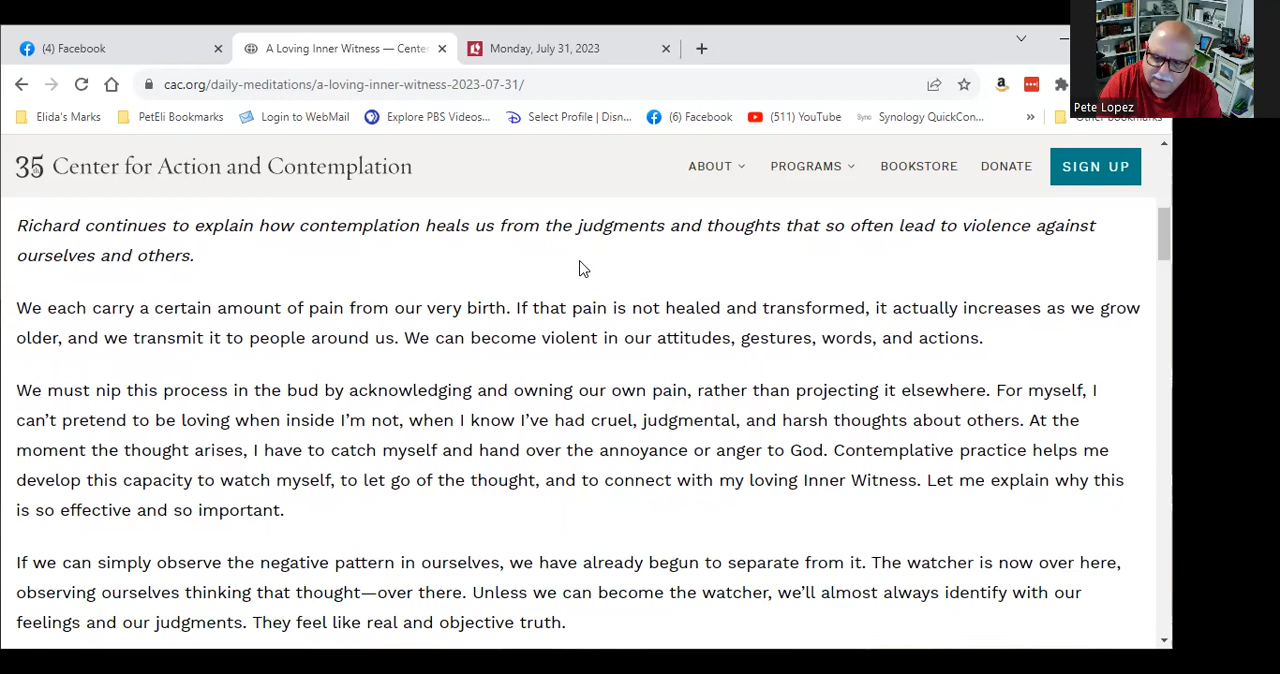 (4) Facebook
A Loving Inner Witness — Cente
Monday, July 31, 2023
cac.org/daily-meditations/a-loving-inner-witness-2023-07-31/
Pete Lopez
Elida's Marks
PetEli Bookmarks
Login to WebMail
Explore PBS Videos...
Select Profile | Disn...
(6) Facebook
(511) YouTube
Sync Synology QuickCon...
»
Other Bookmarks
35 Center for Action and Contemplation
ABOUT
PROGRAMS
BOOKSTORE
DONATE
SIGN UP
Richard continues to explain how contemplation heals us from the judgments and thoughts that so often lead to violence against
ourselves and others.
We each carry a certain amount of pain from our very birth. If that pain is not healed and transformed, it actually increases as we grow
older, and we transmit it to people around us. We can become violent in our attitudes, gestures, words, and actions.
We must nip this process in the bud by acknowledging and owning our own pain, rather than projecting it elsewhere. For myself, I
can’t pretend to be loving when inside I’m not, when I know I’ve had cruel, judgmental, and harsh thoughts about others. At the
moment the thought arises, I have to catch myself and hand over the annoyance or anger to God. Contemplative practice helps me
develop this capacity to watch myself, to let go of the thought, and to connect with my loving Inner Witness. Let me explain why this
is so effective and so important.
If we can simply observe the negative pattern in ourselves, we have already begun to separate from it. The watcher is now over here,
observing ourselves thinking that thought—over there. Unless we can become the watcher, we’ll almost always identify with our
feelings and our judgments. They feel like real and objective truth.